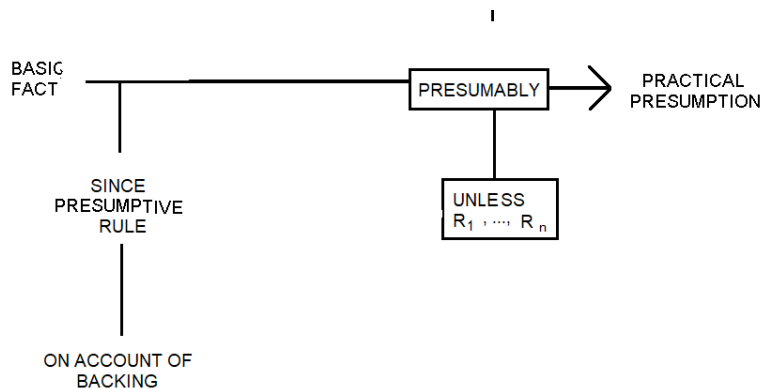 BASIC
FACT
PRESUMABLY
PRACTICAL
PRESUMPTION
SINCE
PRESUMPTIVE
RULE
UNLESS
R₁ , ..., Rₙ
ON ACCOUNT OF
BACKING